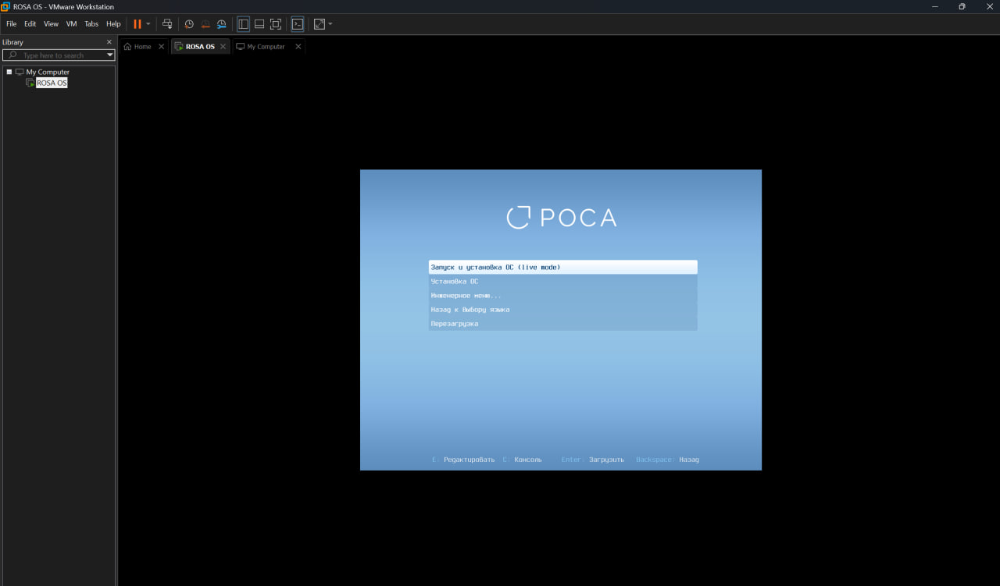 ROSA OS - VMware Workstation
File Edit View VM Tabs Help
Library
Type here to search
My Computer
ROSA OS
Home
ROSA OS
My Computer
РОСА
Запуск и установка ОС (live mode)
Установка ОС
Инженерное меню...
Назад к выбору языка
Перезагрузка
E: Редактировать C: Консоль Enter: Загрузить Backspace: Назад